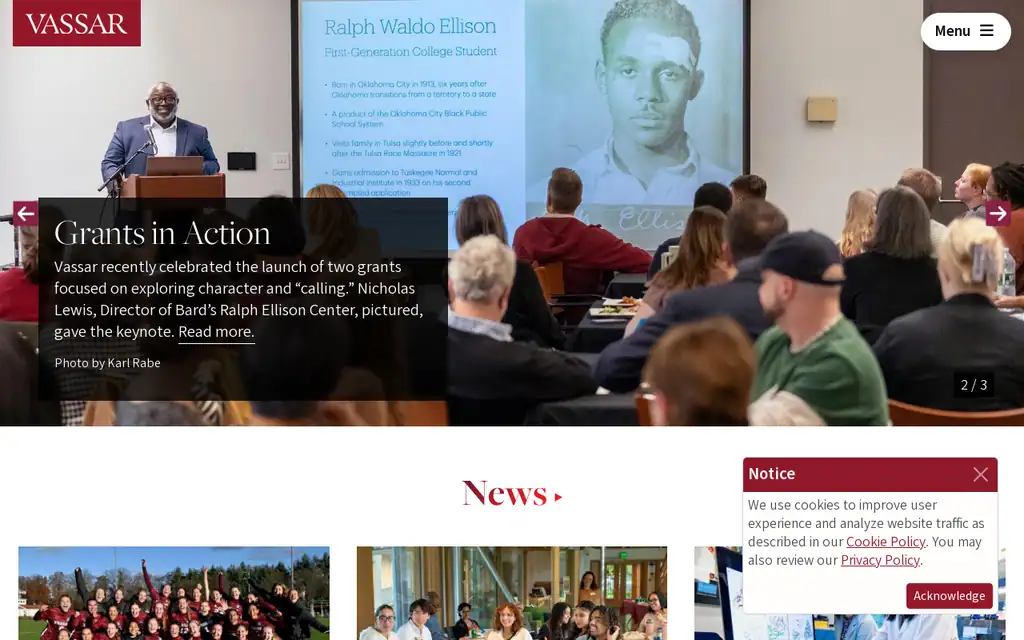 VASSAR
Menu
Ralph Waldo Ellison
First-Generation College Student
• Born in Oklahoma City in 1913, six years after
Oklahoma transitions from a territory to a state
• A product of the Oklahoma City Black Public
School System
• Visits family in Tulsa slightly before and shortly
after the Tulsa Race Massacre in 1921
• Gains admission to Tuskegee Normal and
Industrial Institute in 1933 on his second
attempted application
Grants in Action
Vassar recently celebrated the launch of two grants
focused on exploring character and “calling.” Nicholas
Lewis, Director of Bard’s Ralph Ellison Center, pictured,
gave the keynote. Read more.
Photo by Karl Rabe
2 / 3
News
Notice
We use cookies to improve user
experience and analyze website traffic as
described in our Cookie Policy. You may
also review our Privacy Policy.
Acknowledge